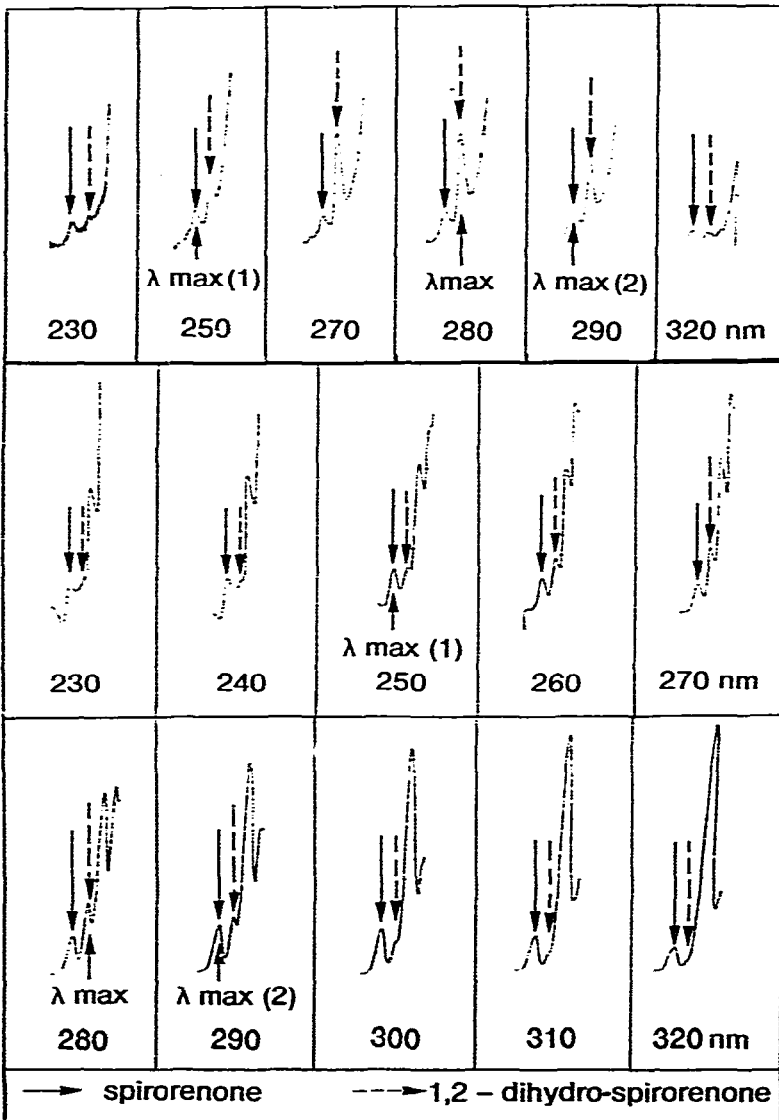 λ max (1) λmax λ max (2)
230 250 270 280 290 320 nm
λ max (1)
230 240 250 260 270 nm
λ max λ max (2)
280 290 300 310 320 nm
spirorenone 1,2 – dihydro-spirorenone